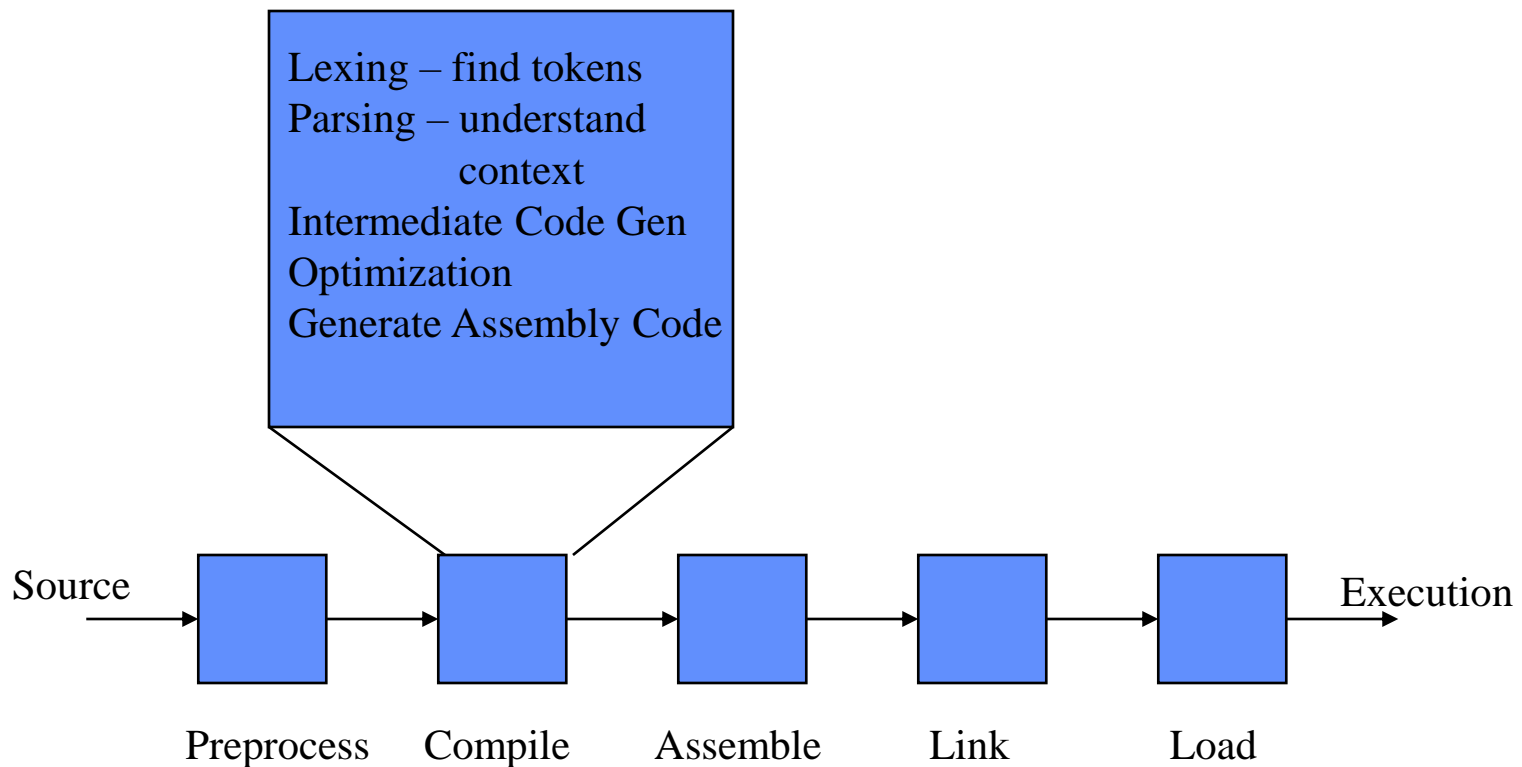 Lexing – find tokens
Parsing – understand
context
Intermediate Code Gen
Optimization
Generate Assembly Code
Source
Execution
Preprocess
Compile
Assemble
Link
Load